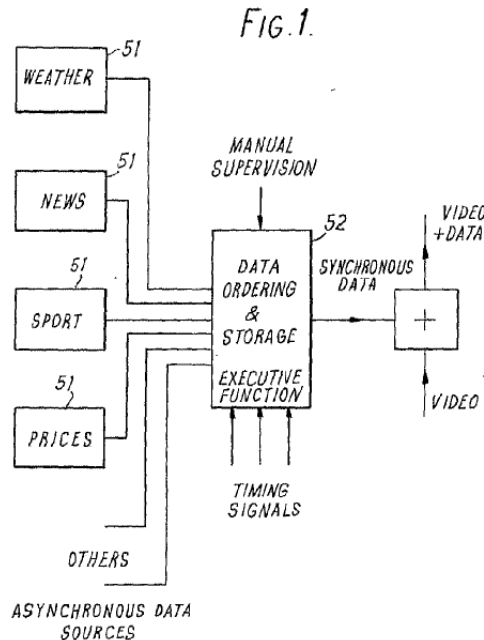 FIG.1.
51
WEATHER
51
NEWS
51
SPORT
51
PRICES
OTHERS
ASYNCHRONOUS DATA
SOURCES
MANUAL
SUPERVISION
52
DATA
ORDERING
&
STORAGE
EXECUTIVE
FUNCTION
TIMING
SIGNALS
SYNCHRONOUS
DATA
VIDEO
+DATA
+
VIDEO